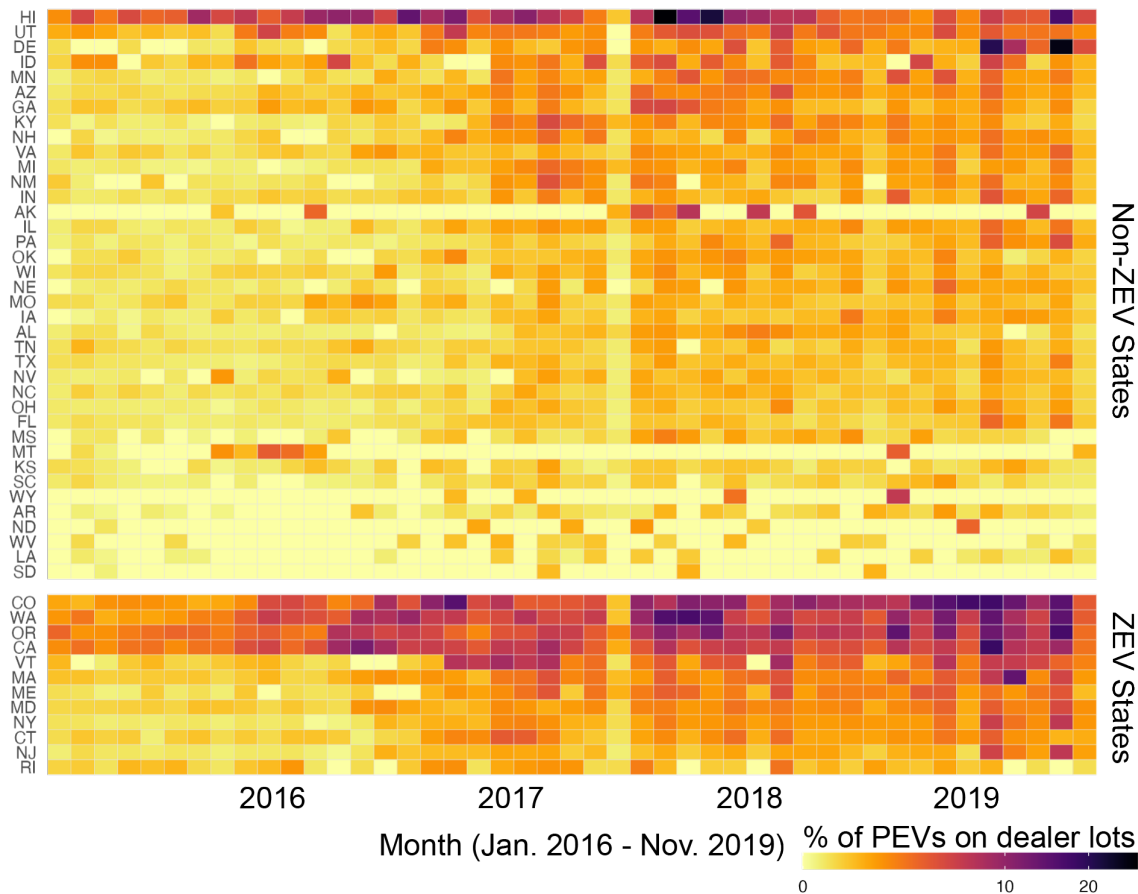 HI
UT
DE
ID
MN
AZ
GA
KY
NH
VA
MI
NM
IN
AK
IL
PA
OK
WI
NE
MO
IA
AL
TN
TX
NV
NC
OH
FL
MS
MT
KS
SC
WY
AR
ND
WV
LA
SD
Non-ZEV States
CO
WA
OR
CA
VT
MA
ME
MD
NY
CT
NJ
RI
ZEV States
2016 2017 2018 2019
Month (Jan. 2016 - Nov. 2019)
% of PEVs on dealer lots
0 10 20